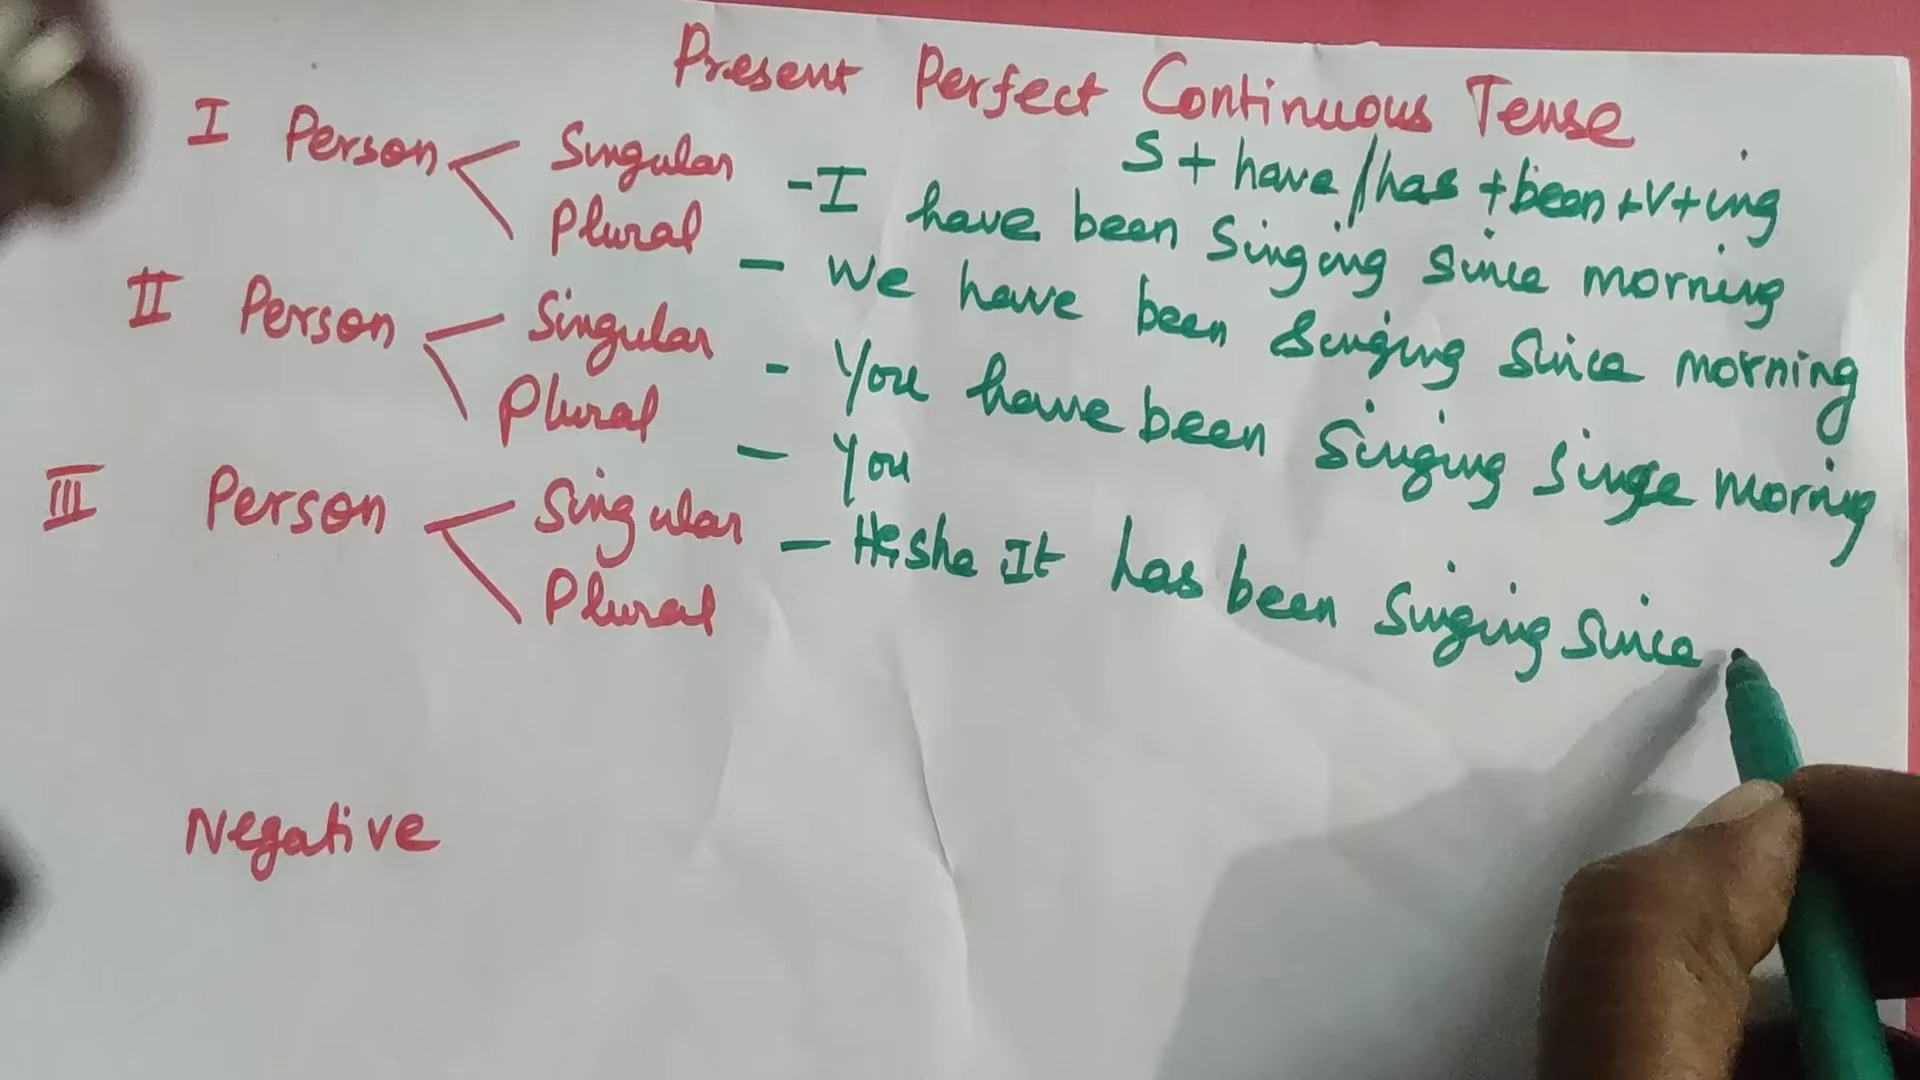 Present Perfect Continuous Tense
S + have / has + been + V + ing
I Person Singular - I have been Singing Since morning
Plural - We have been Singing Since morning
II Person Singular - You have been Singing Singe morning
Plural - You
III Person Singular - He, she It has been Singing Since
Plural
Negative